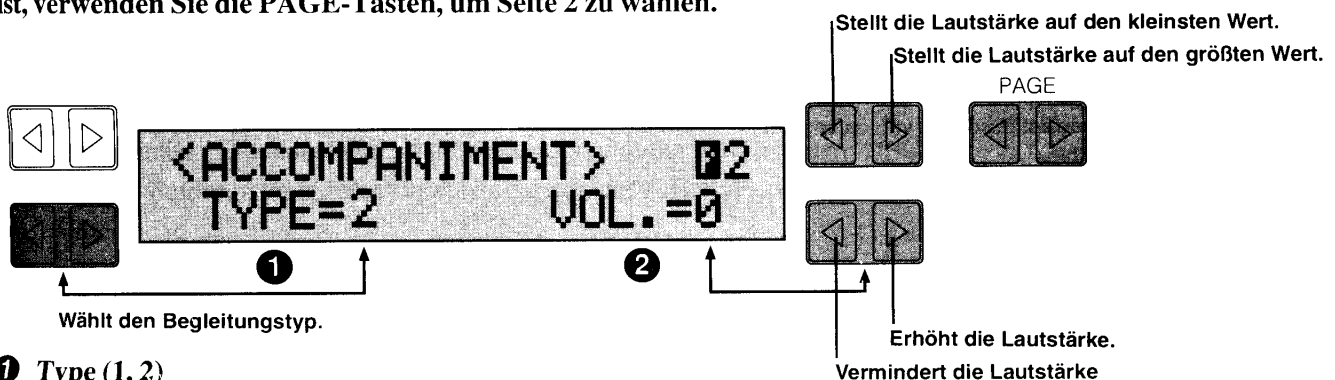 ist, verwenden Sie die PAGE-Tasten, um Seite 2 zu wählen.
Stellt die Lautstärke auf den kleinsten Wert.
Stellt die Lautstärke auf den größten Wert.
PAGE
<ACCOMPANIMENT> P2
TYPE=2 VOL.=0
1 2
Wählt den Begleitungstyp.
Erhöht die Lautstärke.
Vermindert die Lautstärke
1 Type (1, 2)